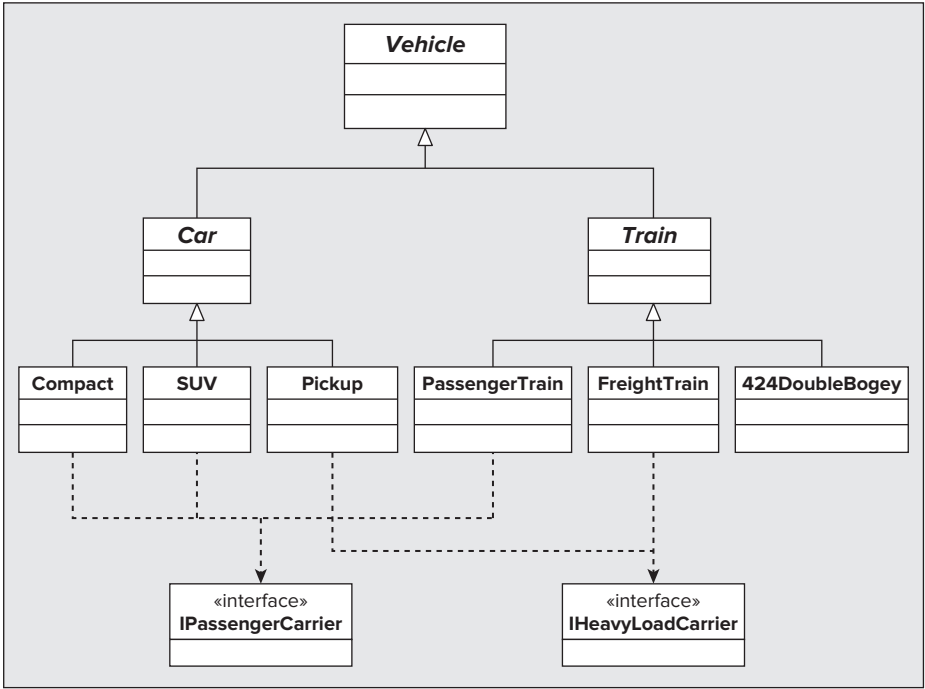 Vehicle
Car
Train
Compact
SUV
Pickup
PassengerTrain
FreightTrain
424DoubleBogey
«interface»
IPassengerCarrier
«interface»
IHeavyLoadCarrier